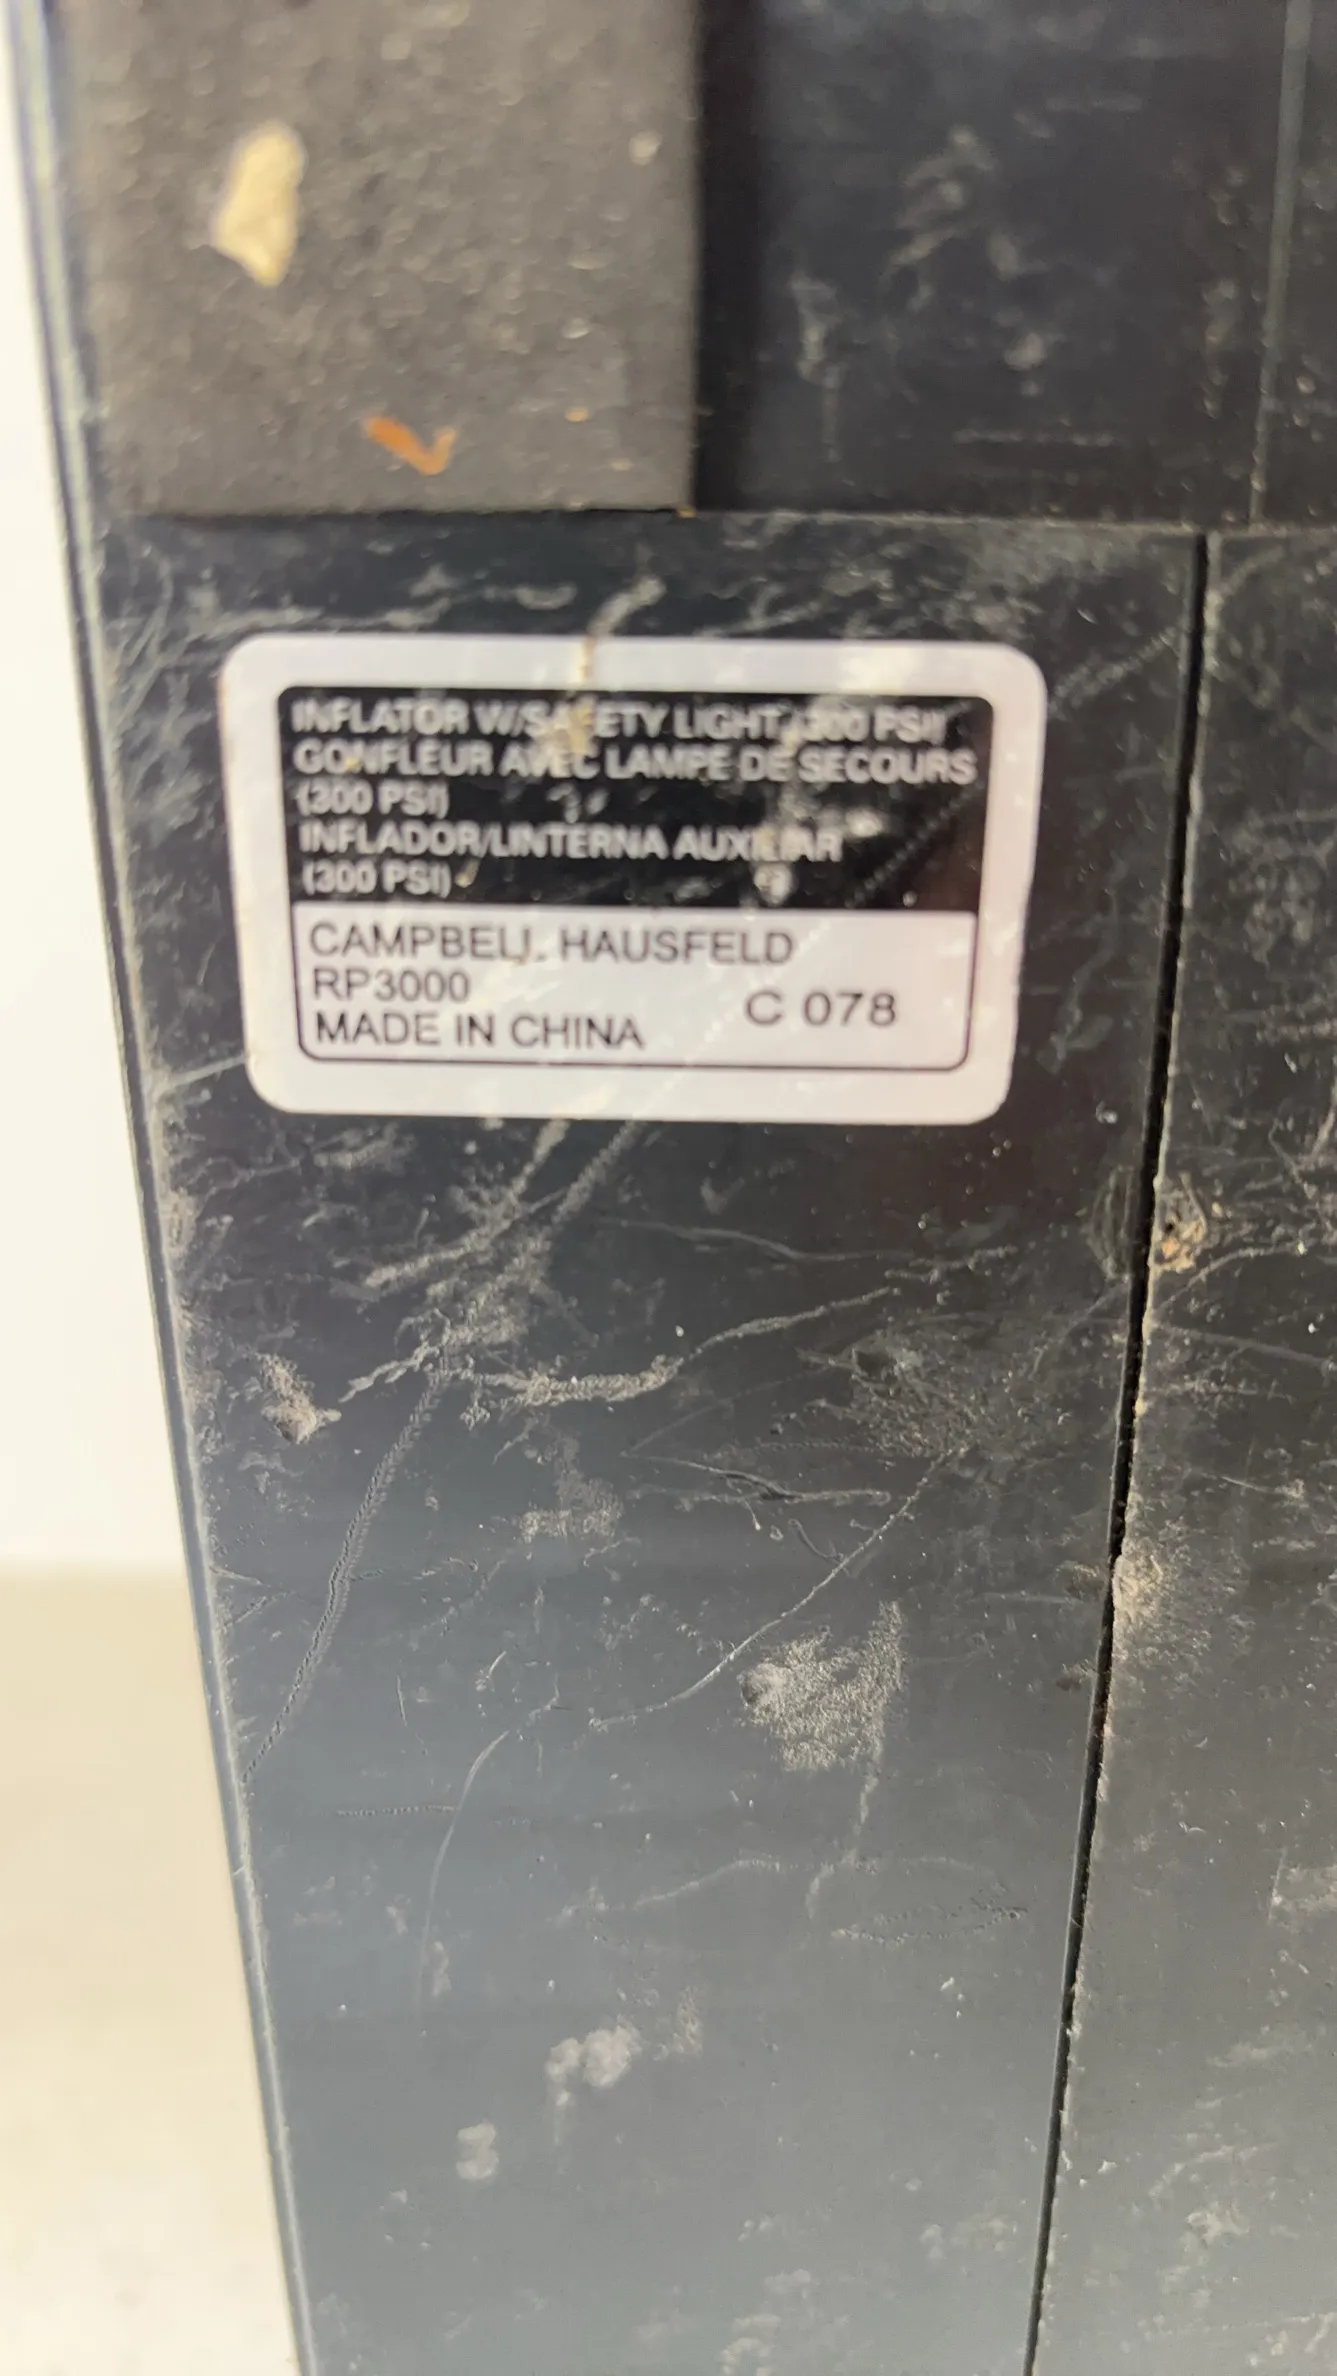 INFLATOR W/SAFETY LIGHT (300 PSI)
GONFLEUR AVEC LAMPE DE SECOURS
(300 PSI)
INFLADOR/LINTERNA AUXILIAR
(300 PSI)
CAMPBELL HAUSFELD
RP3000
C 078
MADE IN CHINA